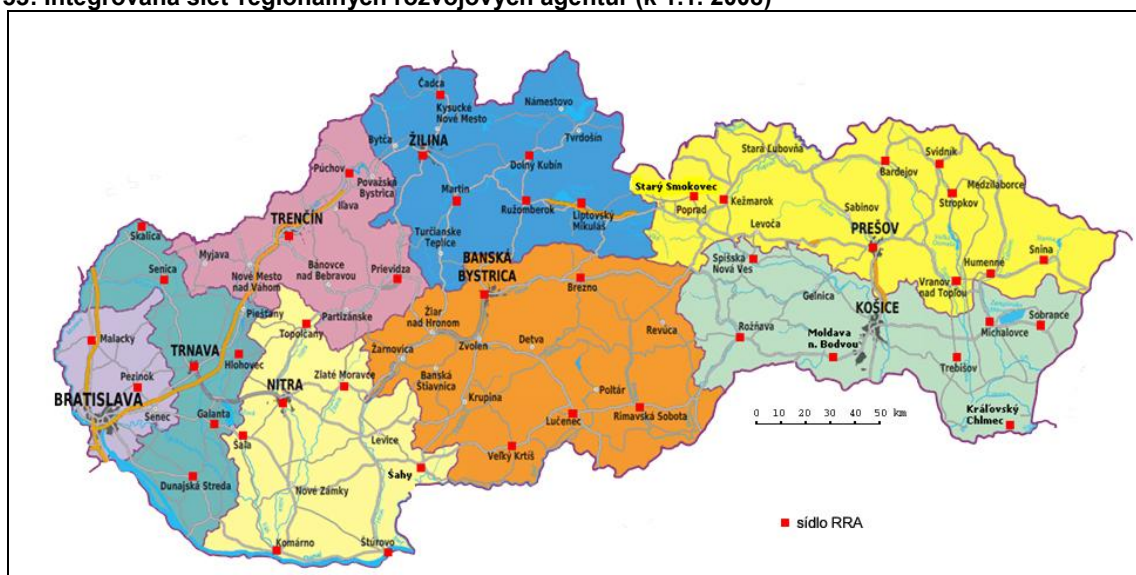 33: Integrovaná sieť regionálnych rozvojových agentúr (k 1.1. 2008)
Čadca
Kysucké
Nové Mesto
Námestovo
Tvrdošín
Bytča
ŽILINA
Dolný Kubín
Stará Ľubovňa
Svidník
Bardejov
Medzilaborce
Púchov
Považská
Bystrica
Ilava
Martin
Ružomberok
Liptovský
Mikuláš
Starý Smokovec
Poprad
Kežmarok
Levoča
Sabinov
Stropkov
PREŠOV
Skalica
TRENČÍN
Turčianske
Teplice
BANSKÁ
BYSTRICA
Spišská
Nová Ves
Humenné
Snina
Vranov
nad Topľou
Senica
Myjava
Nové Mesto
nad Váhom
Bánovce
nad Bebravou
Prievidza
Brezno
Gelnica
KOŠICE
Michalovce
Sobrance
Piešťany
Topolčany
Partizánske
Žiar
nad Hronom
Žarnovica
Zvolen
Detva
Revúca
Rožňava
Moldava
n. Bodvou
Trebišov
Malacky
TRNAVA
Hlohovec
Pezinok
NITRA
Zlaté Moravce
Banská
Štiavnica
Krupina
Poltár
Lučenec
Rimavská Sobota
BRATISLAVA
Senec
Galanta
Šaľa
Levice
Kráľovský
Chlmec
0 10 20 30 40 50 km
Veľký Krtíš
Šahy
Dunajská Streda
Nové Zámky
Komárno
Štúrovo
sídlo RRA